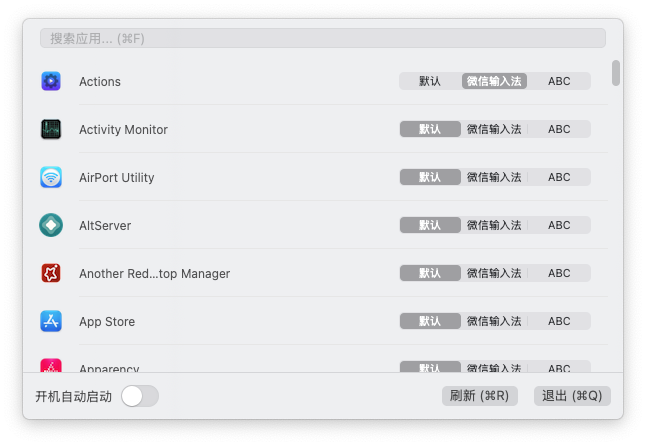 搜索应用... (⌘F)
Actions 默认 微信输入法 ABC
Activity Monitor 默认 微信输入法 ABC
AirPort Utility 默认 微信输入法 ABC
AltServer 默认 微信输入法 ABC
Another Red...top Manager 默认 微信输入法 ABC
App Store 默认 微信输入法 ABC
Apparency 默认 微信输入法 ABC
开机自动启动 刷新 (⌘R) 退出 (⌘Q)